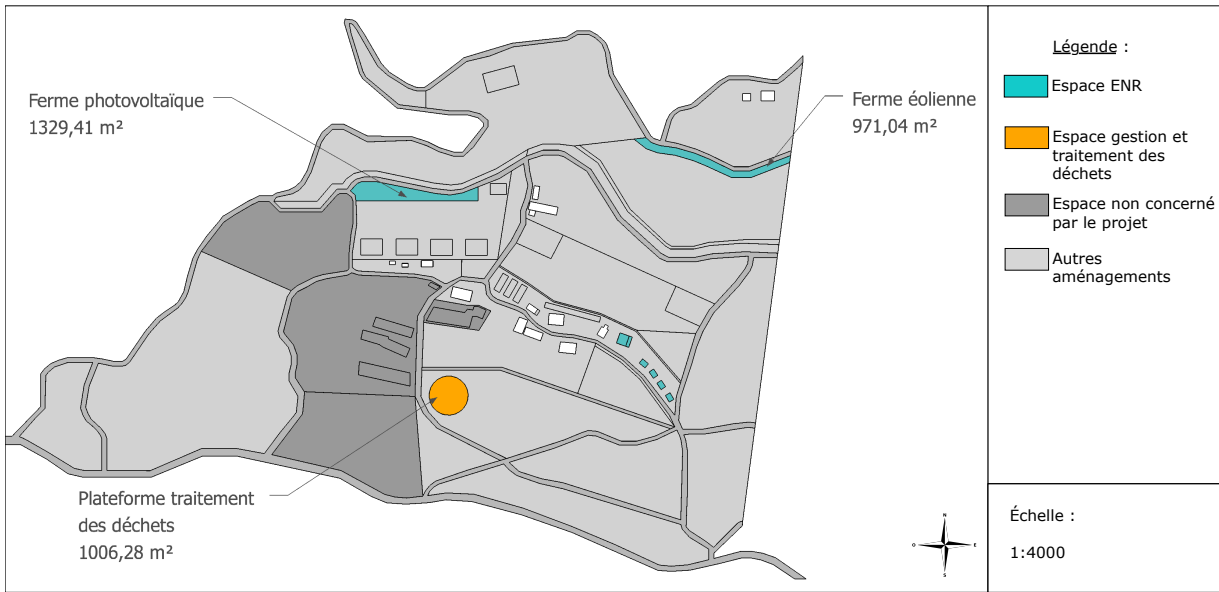 Ferme photovoltaïque
1329,41 m²
Ferme éolienne
971,04 m²
Plateforme traitement
des déchets
1006,28 m²
N
O
E
S
Légende :
Espace ENR
Espace gestion et
traitement des
déchets
Espace non concerné
par le projet
Autres
aménagements
Échelle :
1:4000